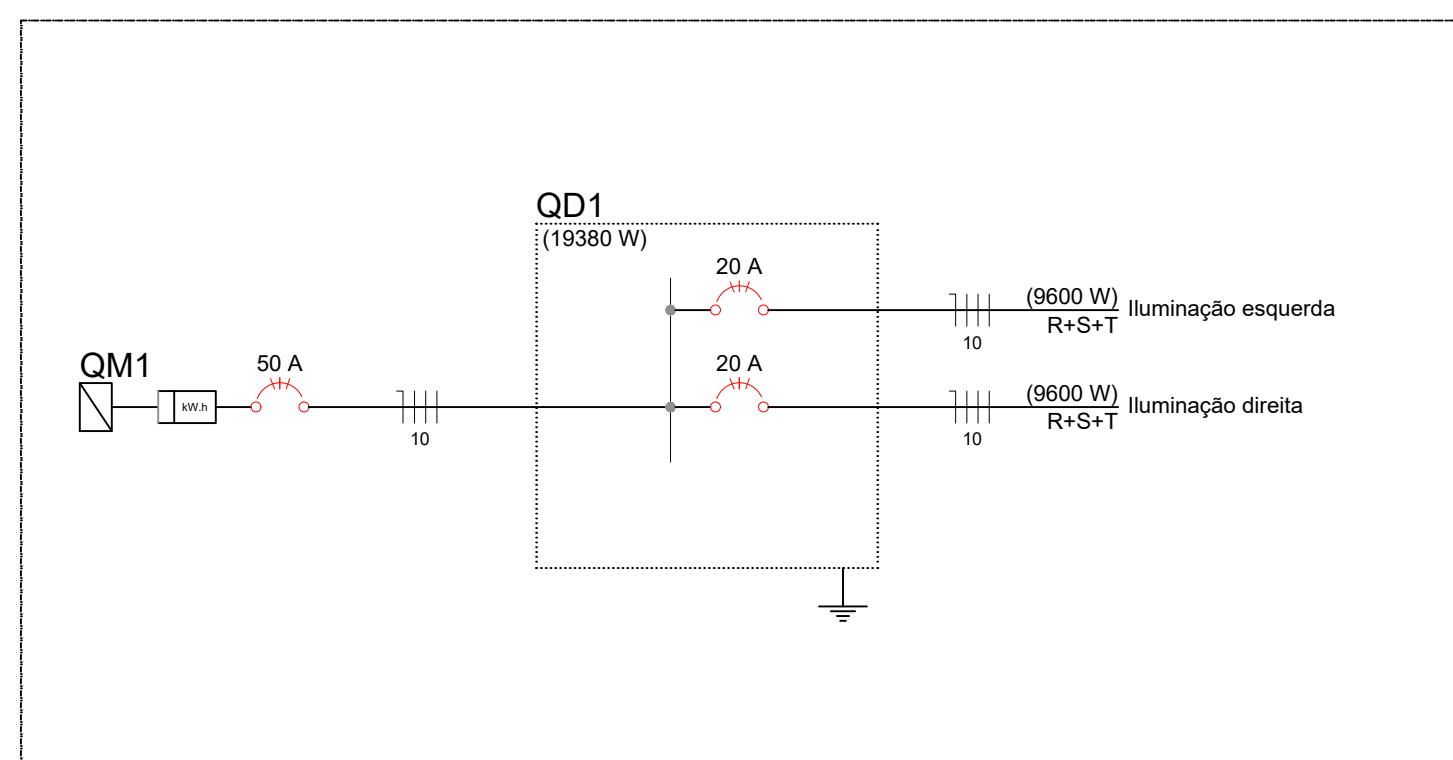 QD1
(19380 W)
20 A
(9600 W)
Iluminação esquerda
R+S+T
10
QM1
50 A
20 A
kW.h
(9600 W)
Iluminação direita
R+S+T
10
10